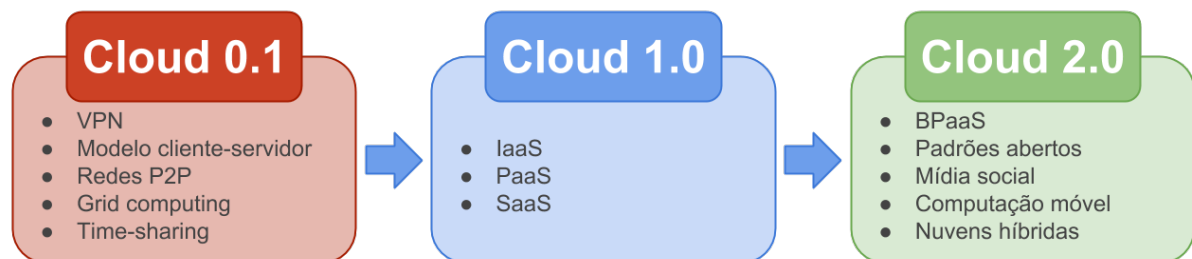 Cloud 0.1
● VPN
● Modelo cliente-servidor
● Redes P2P
● Grid computing
● Time-sharing
Cloud 1.0
● IaaS
● PaaS
● SaaS
Cloud 2.0
● BPaaS
● Padrões abertos
● Mídia social
● Computação móvel
● Nuvens híbridas